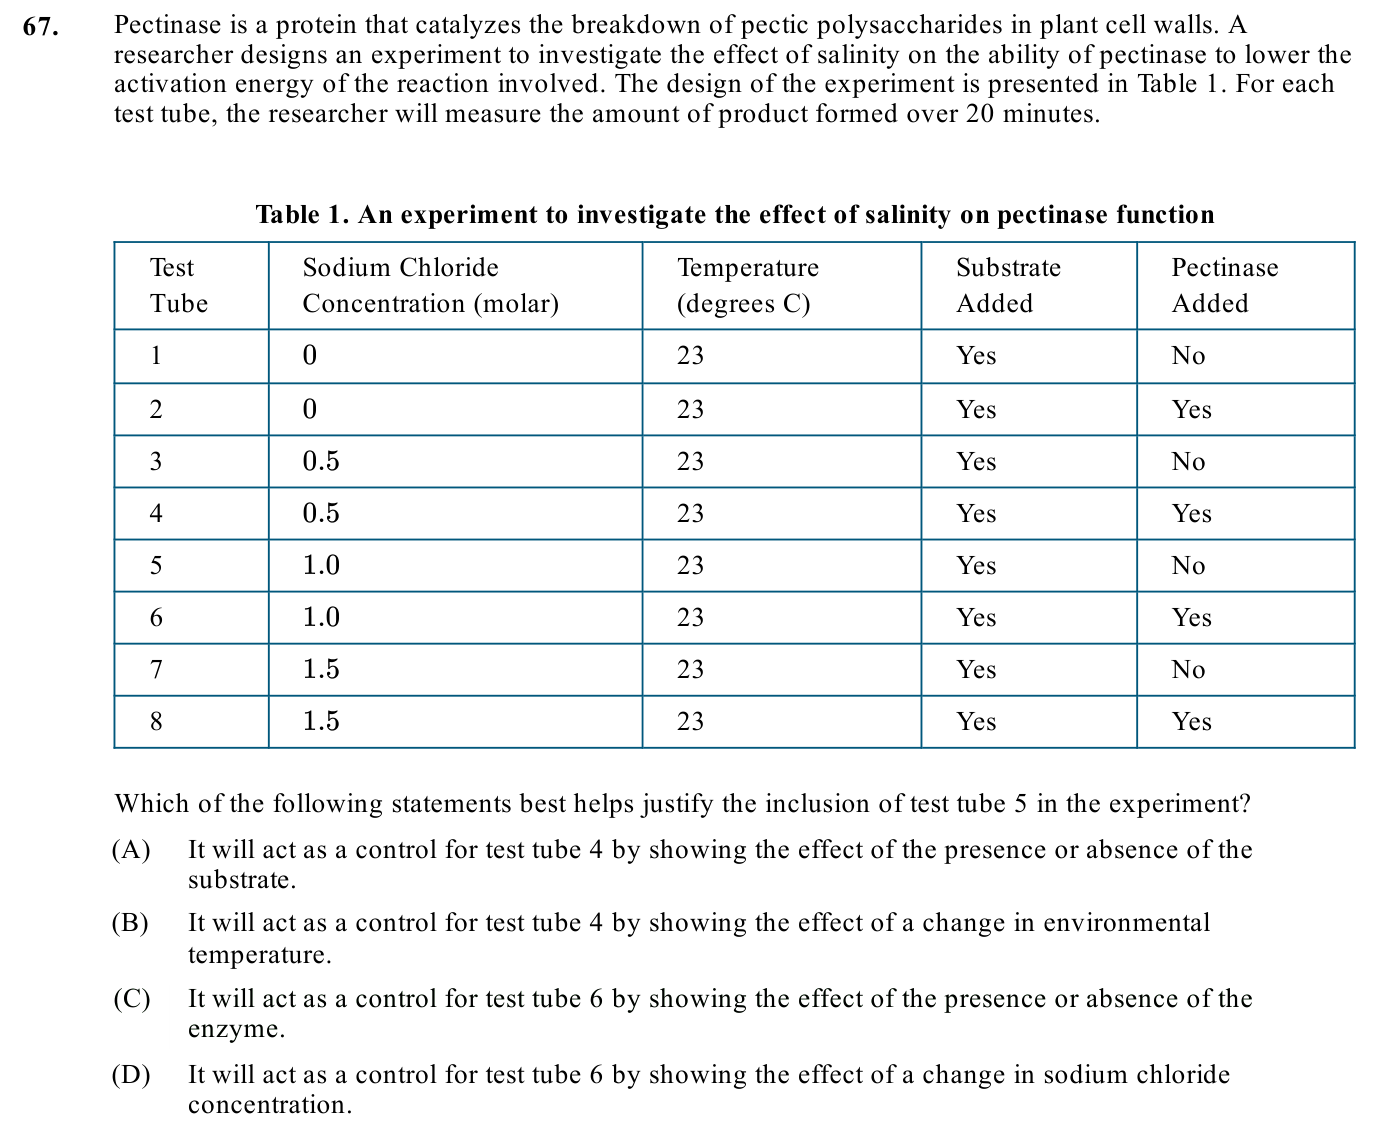 67. Pectinase is a protein that catalyzes the breakdown of pectic polysaccharides in plant cell walls. A
researcher designs an experiment to investigate the effect of salinity on the ability of pectinase to lower the
activation energy of the reaction involved. The design of the experiment is presented in Table 1. For each
test tube, the researcher will measure the amount of product formed over 20 minutes.
Table 1. An experiment to investigate the effect of salinity on pectinase function
Test Sodium Chloride Temperature Substrate Pectinase
Tube Concentration (molar) (degrees C) Added Added
1 0 23 Yes No
2 0 23 Yes Yes
3 0.5 23 Yes No
4 0.5 23 Yes Yes
5 1.0 23 Yes No
6 1.0 23 Yes Yes
7 1.5 23 Yes No
8 1.5 23 Yes Yes
Which of the following statements best helps justify the inclusion of test tube 5 in the experiment?
(A) It will act as a control for test tube 4 by showing the effect of the presence or absence of the
substrate.
(B) It will act as a control for test tube 4 by showing the effect of a change in environmental
temperature.
(C) It will act as a control for test tube 6 by showing the effect of the presence or absence of the
enzyme.
(D) It will act as a control for test tube 6 by showing the effect of a change in sodium chloride
concentration.